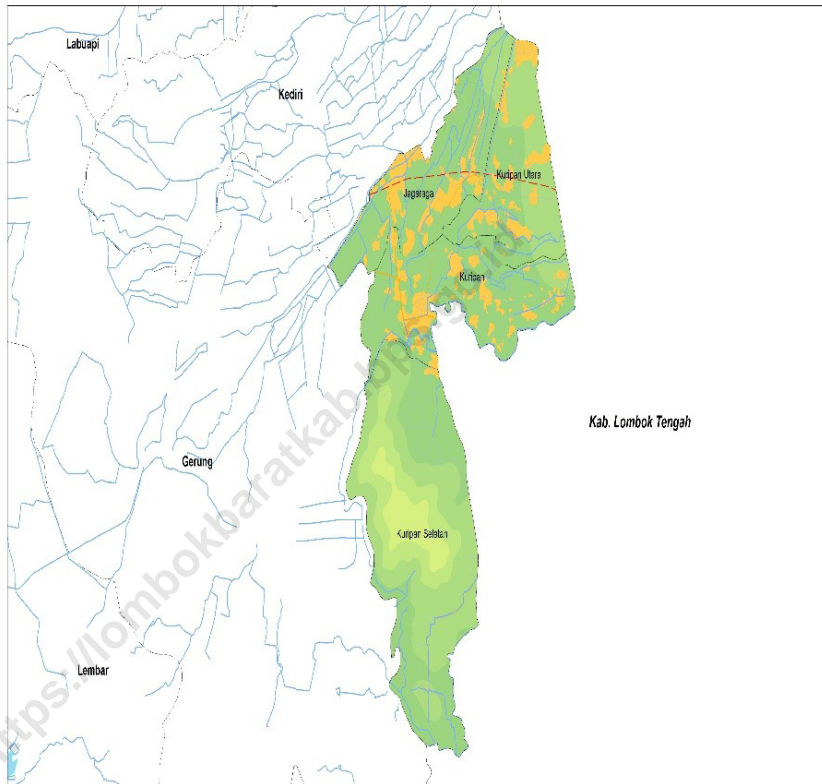 Labuapi
Kediri
Kuripan Utara
Jagaraga
Kuripan
Kab. Lombok Tengah
Gerung
Kuripan Selatan
Lembar
https://lombokbaratkab.bps.go.id